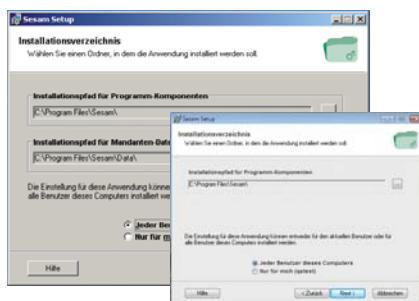 Sesam Setup
Installationsverzeichnis
Wählen Sie einen Ordner, in dem die Anwendung installiert werden soll.
Installationspfad für Programm-Komponenten
C:\Program Files\Sesam\
Installationspfad für Mandanten-Date
C:\Program Files\Sesam\Data\
Die Einstellung für diese Anwendung könne
alle Benutzer dieses Computers installiert we
Jeder Be
Nur für m
Hilfe
Sesam Setup
Installationsverzeichnis
Wählen Sie einen Ordner, in dem die Anwendung installiert werden soll.
Installationspfad für Programm-Komponenten
C:\Program Files\Sesam\
Die Einstellung für diese Anwendung können entweder für den aktuellen Benutzer oder für
alle Benutzer dieses Computers installiert werden.
Jeder Benutzer dieses Computers
Nur für mich (qatest)
Hilfe
< Zurück
Next >
Abbrechen